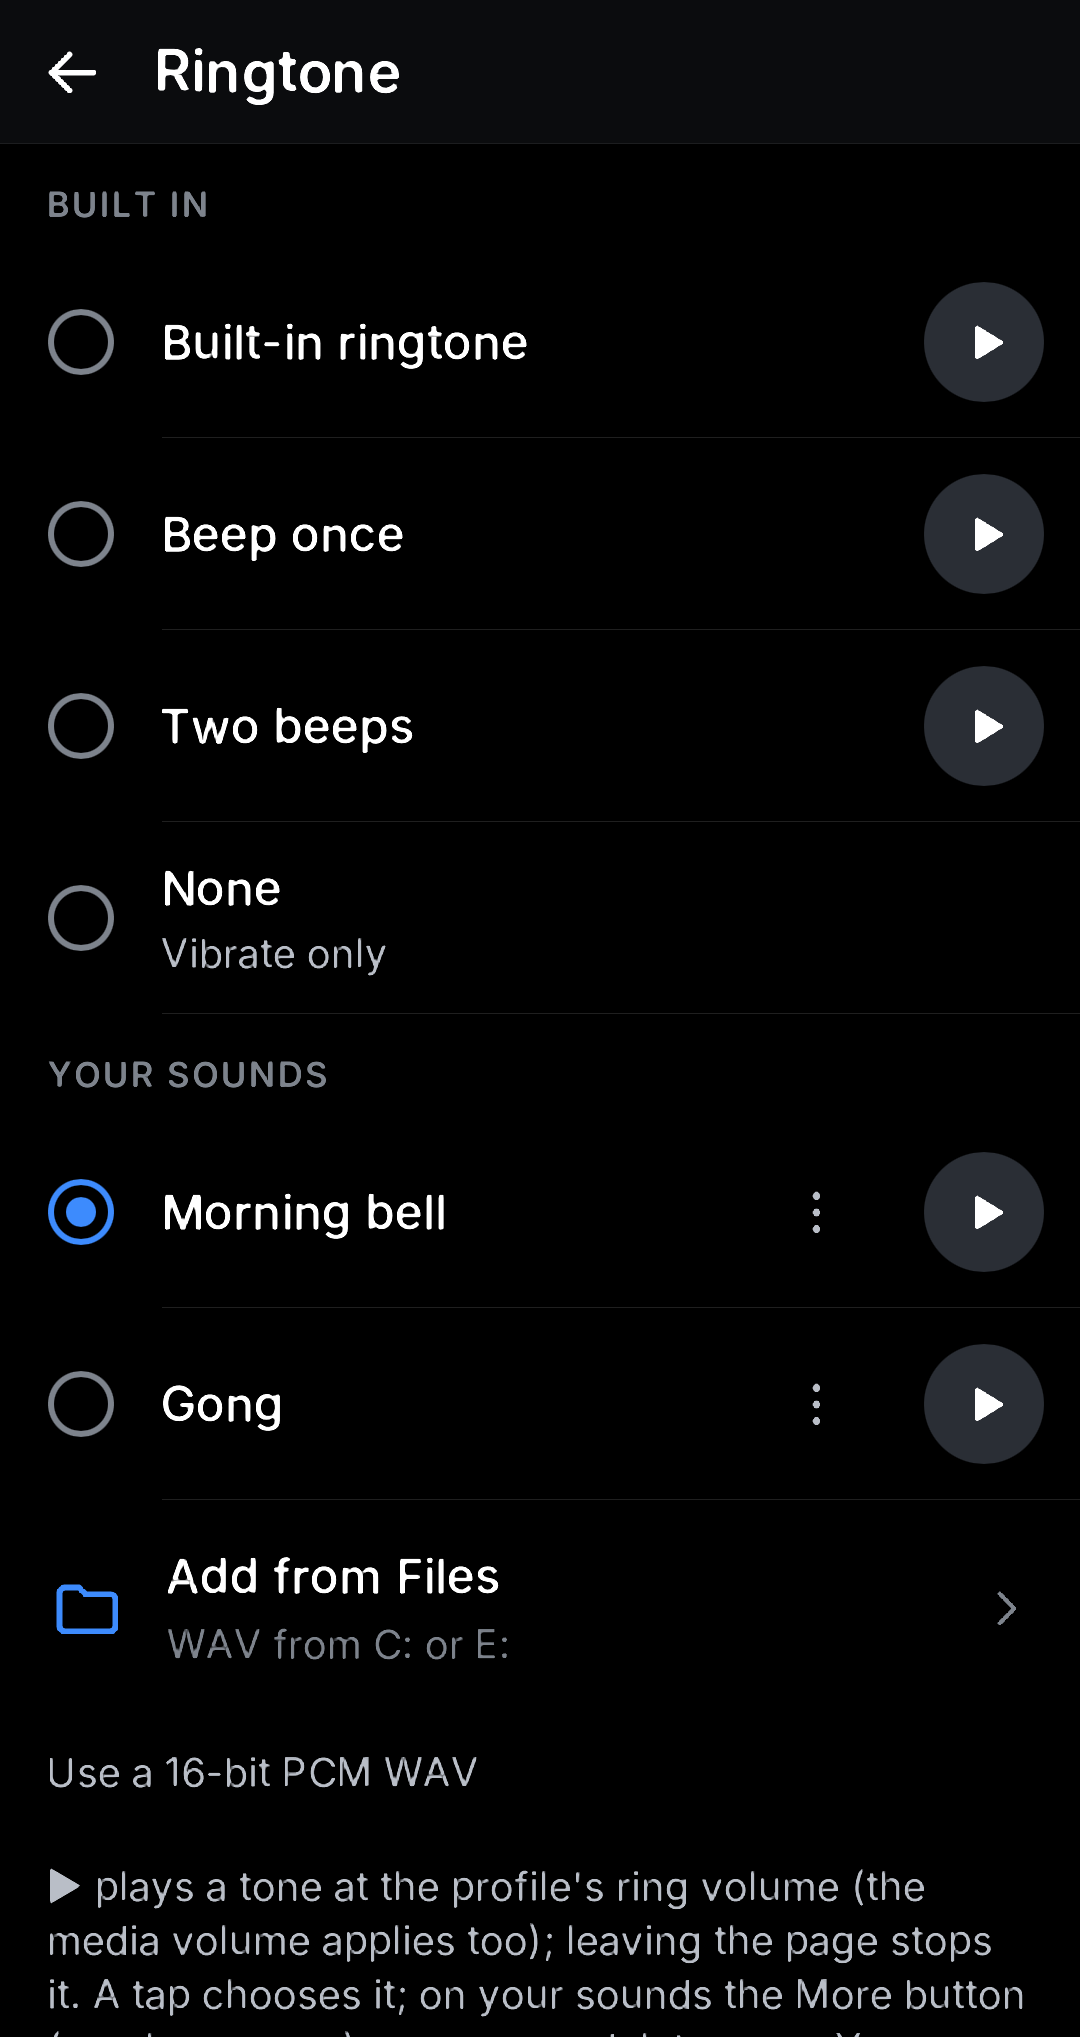 Ringtone
BUILT IN
Built-in ringtone
Beep once
Two beeps
None
Vibrate only
YOUR SOUNDS
Morning bell
Gong
Add from Files
WAV from C: or E:
Use a 16-bit PCM WAV
▶ plays a tone at the profile's ring volume (the
media volume applies too); leaving the page stops
it. A tap chooses it; on your sounds the More button